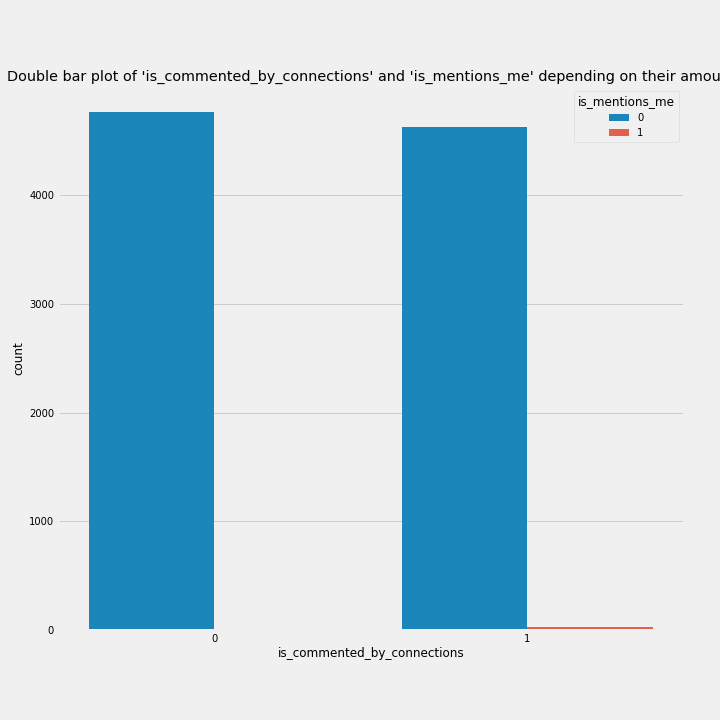 Double bar plot of 'is_commented_by_connections' and 'is_mentions_me' depending on their
is_mentions_me
0
1
4000
3000
2000
1000
0
count
0
1
is_commented_by_connections